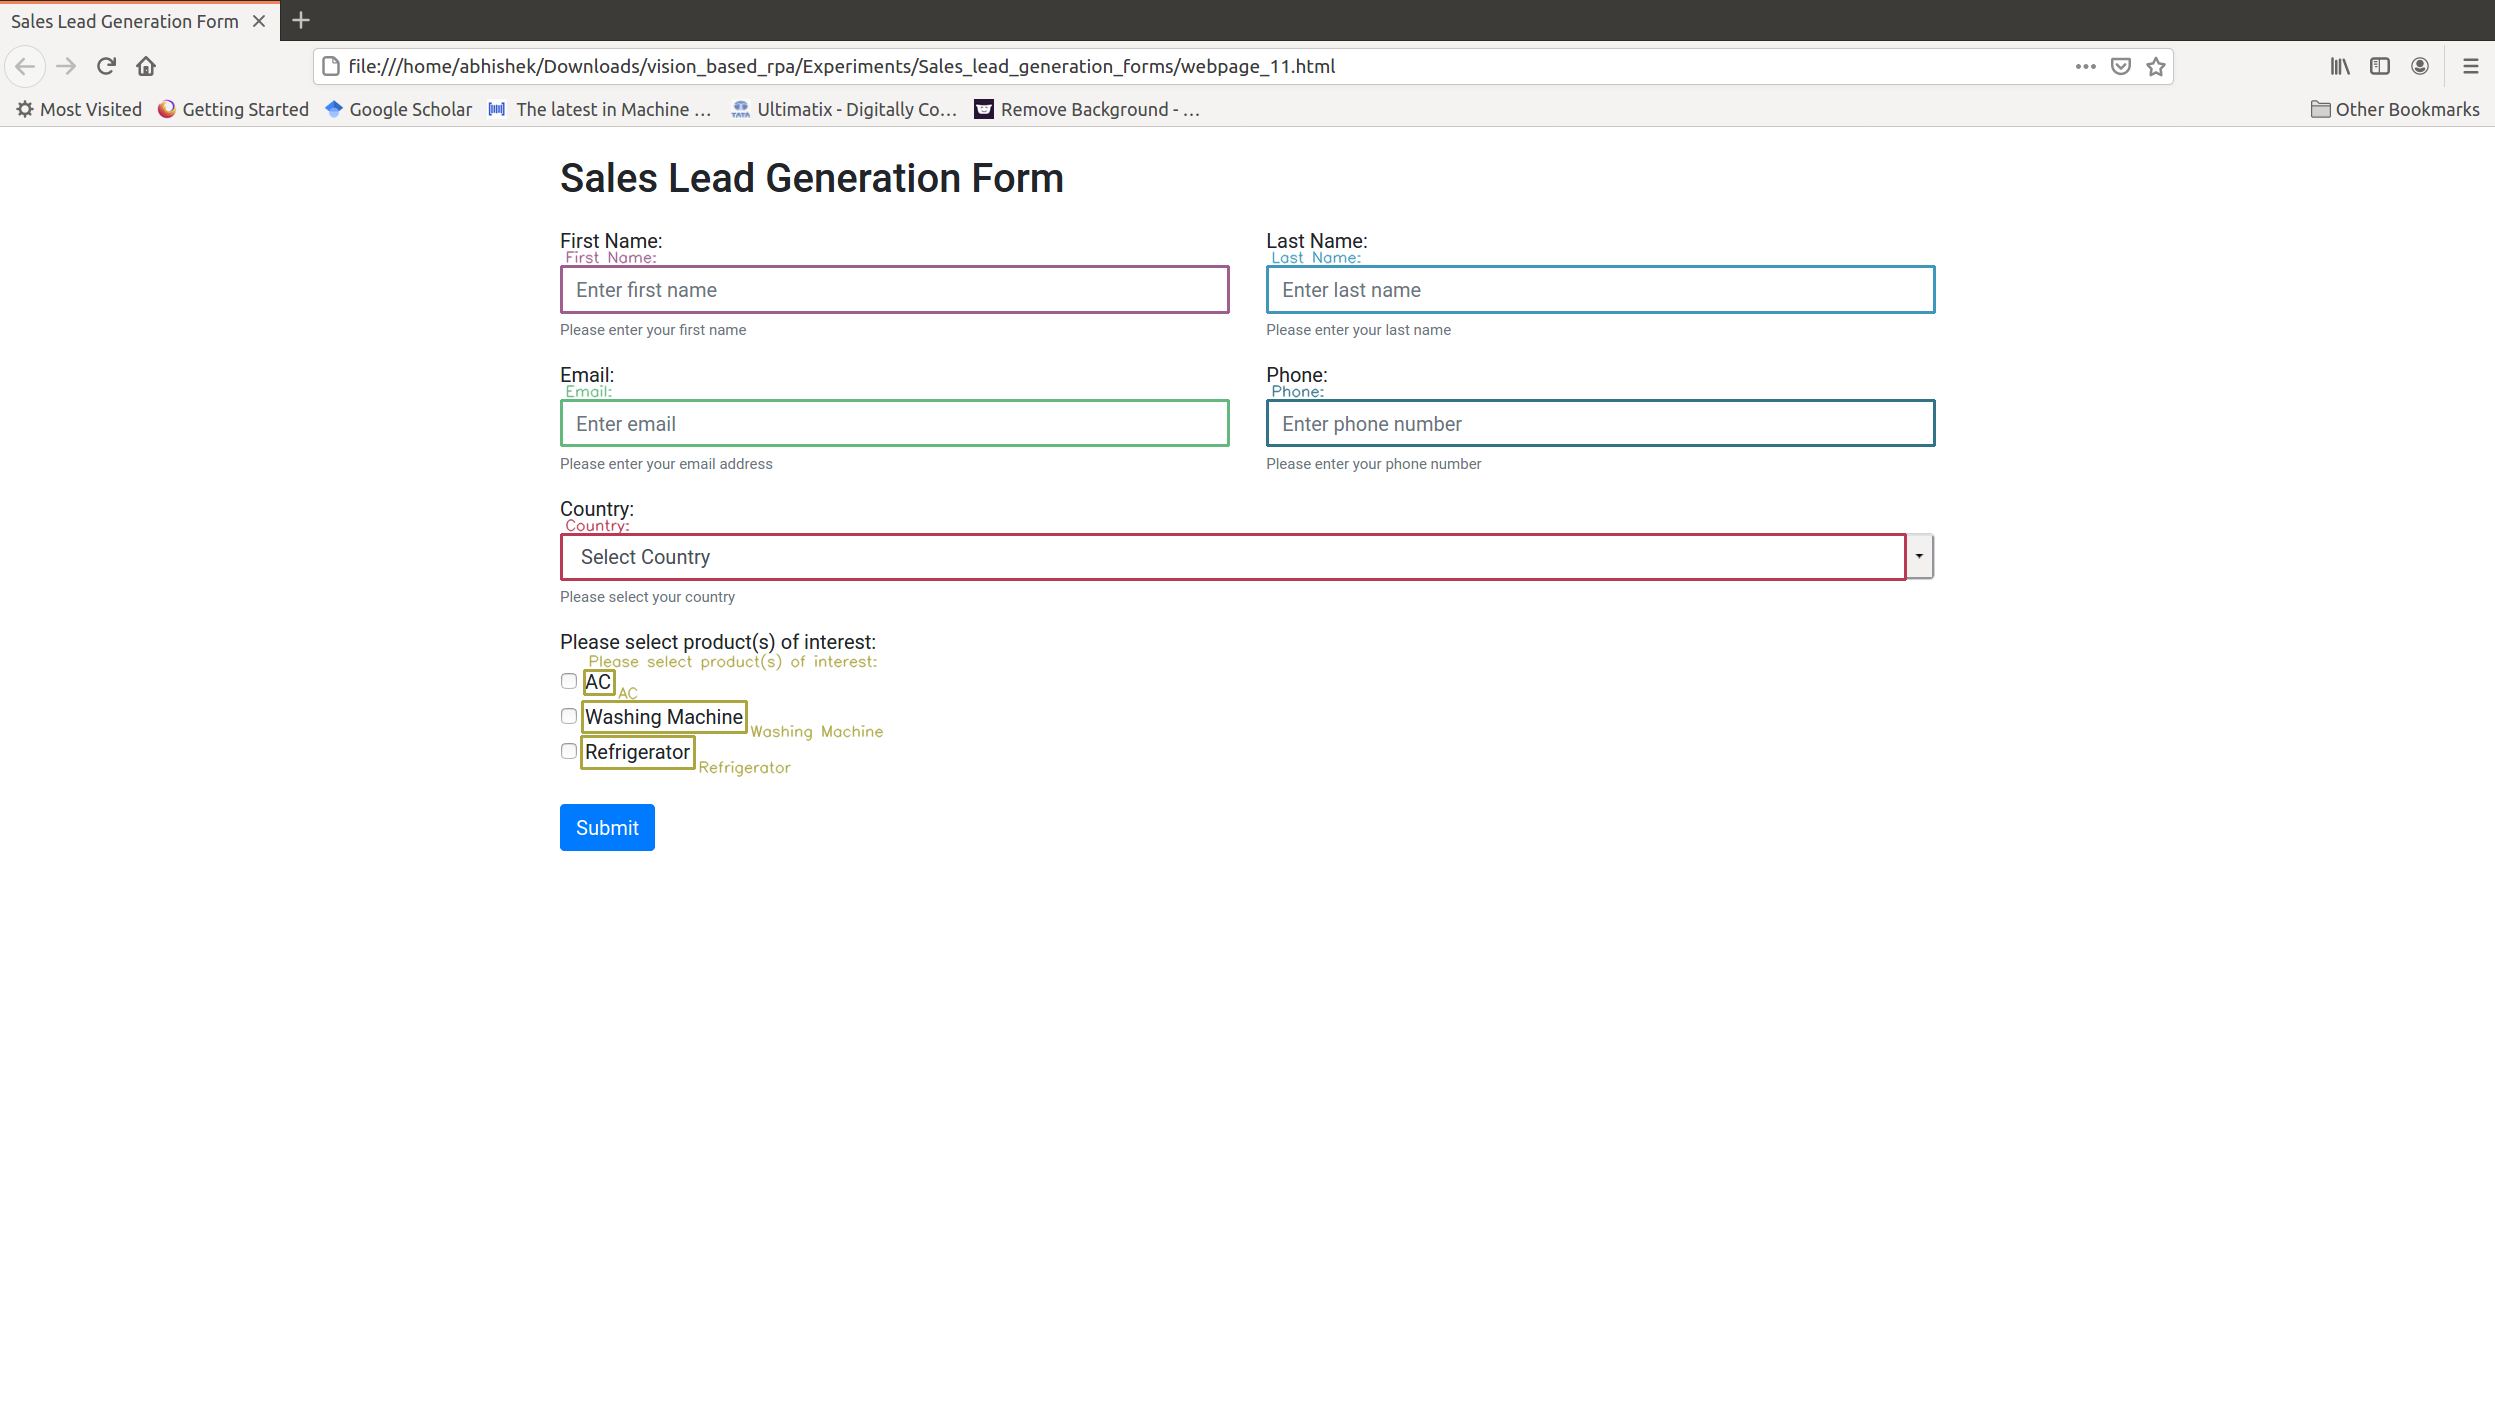 Sales Lead Generation Form
file:///home/abhishek/Downloads/vision_based_rpa/Experiments/Sales_lead_generation_forms/webpage_11.html
Most Visited Getting Started Google Scholar The latest in Machine ... TATA Ultimatix - Digitally Co... Remove Background - ... Other Bookmarks
Sales Lead Generation Form
First Name: Last Name:
First Name: Last Name:
Enter first name Enter last name
Please enter your first name Please enter your last name
Email: Phone:
Email: Phone:
Enter email Enter phone number
Please enter your email address Please enter your phone number
Country:
Country:
Select Country
Please select your country
Please select product(s) of interest:
Please select product(s) of interest:
AC
AC
Washing Machine
Washing Machine
Refrigerator
Refrigerator
Submit